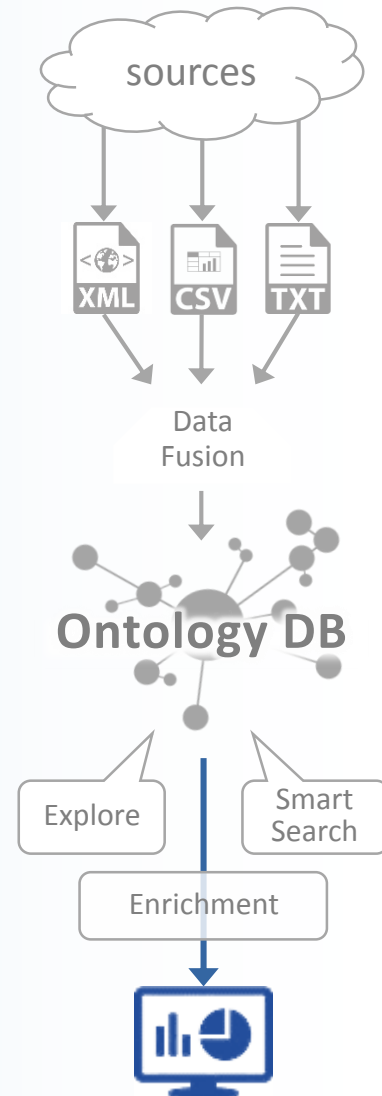 sources
XML
CSV
TXT
Data
Fusion
Ontology DB
Explore
Smart
Search
Enrichment